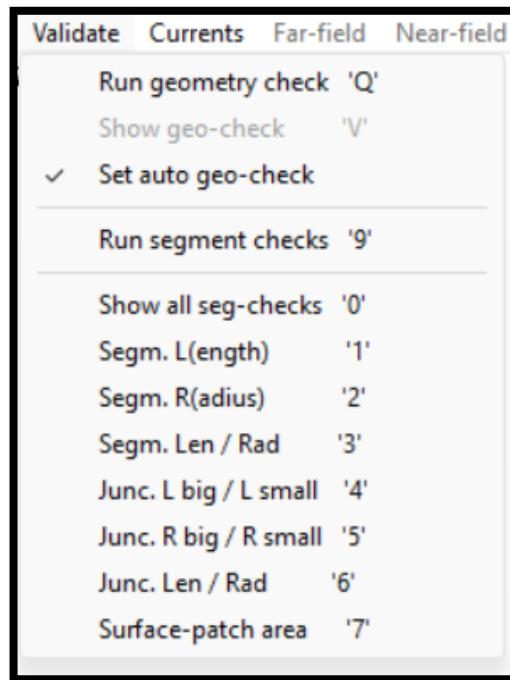 Validate Currents Far-field Near-field
Run geometry check 'Q'
Show geo-check 'V'
Set auto geo-check
Run segment checks '9'
Show all seg-checks '0'
Segm. L(ength) '1'
Segm. R(adius) '2'
Segm. Len / Rad '3'
Junc. L big / L small '4'
Junc. R big / R small '5'
Junc. Len / Rad '6'
Surface-patch area '7'